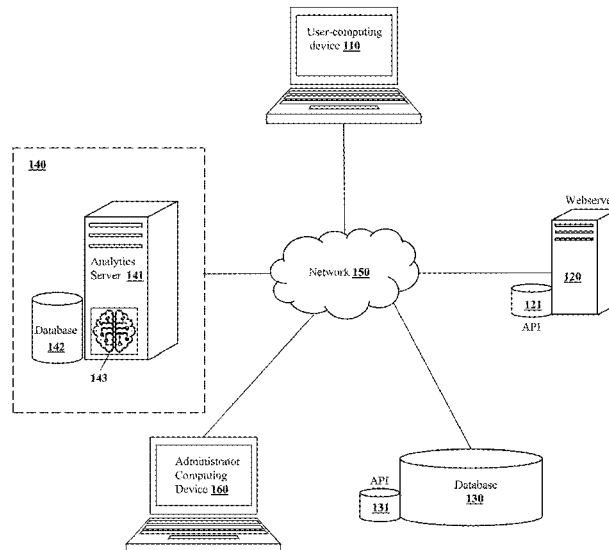 User-computing
device 110
140
Webserver
Analytics
Server 141
Network 150
120
121
API
Database
142
143
Administrator
Computing
Device 160
API
131
Database
130